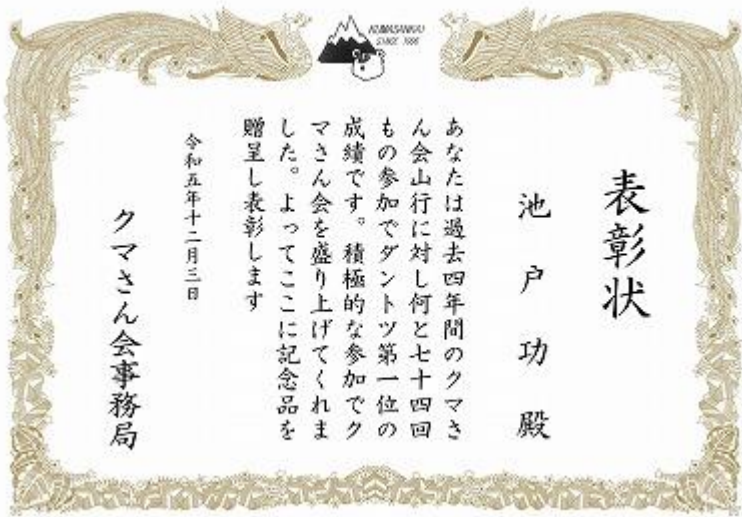 KUMASANKAI
SINCE 1996
表彰状
池戸功殿
あなたは過去四年間のクマさ
ん会山行に対し何と七十四回
もの参加でダントツ第一位の
成績です。積極的な参加でク
マさん会を盛り上げてくれま
した。よってここに記念品を
贈呈し表彰します
令和五年十二月三日
クマさん会事務局